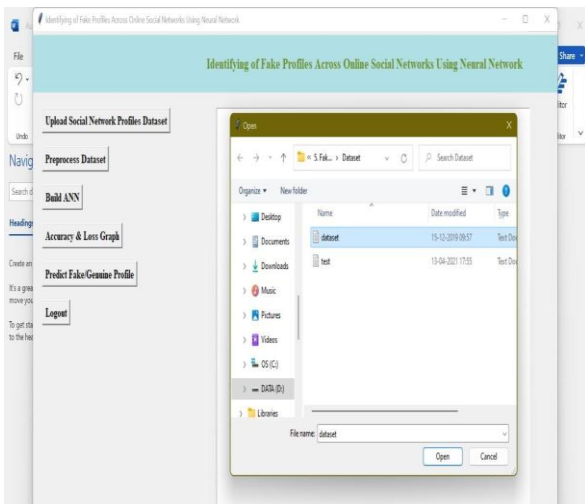 Identifying of Fake Profiles Across Online Social Networks Using Neural Network
File
Share
Identifying of Fake Profiles Across Online Social Networks Using Neural Network
Undo
Navig
Search d
Headings
Create an
It's a grea
move you
To get sta
to the hea
Upload Social Network Profiles Dataset
Preprocess Dataset
Build ANN
Accuracy & Loss Graph
Predict Fake/Genuine Profile
Logout
Open
« 5. Fak... › Dataset
Search Dataset
Organize
New folder
Name
Date modified
Type
Desktop
Documents
Downloads
Music
Pictures
Videos
OS (C:)
DATA (D:)
Libraries
dataset
15-12-2019 09:57
Text Do
test
13-04-2021 17:55
Text Do
File name:
dataset
Open
Cancel